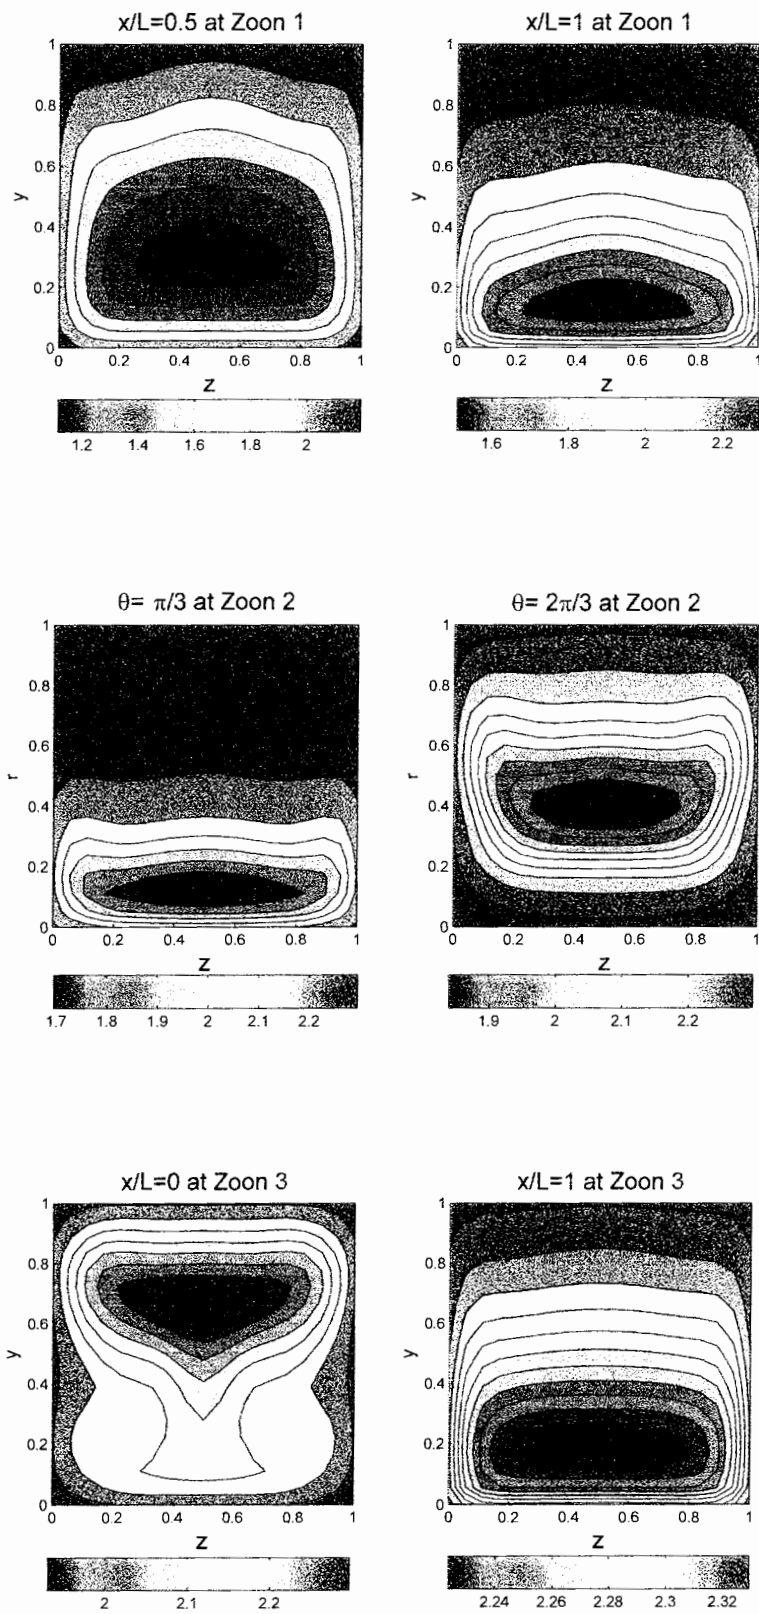 x/L=0.5 at Zoon 1
y
1
0.8
0.6
0.4
0.2
0
0 0.2 0.4 0.6 0.8 1
Z
1.2 1.4 1.6 1.8 2
x/L=1 at Zoon 1
y
1
0.8
0.6
0.4
0.2
0
0 0.2 0.4 0.6 0.8 1
Z
1.6 1.8 2 2.2
θ= π/3 at Zoon 2
r
1
0.8
0.6
0.4
0.2
0
0 0.2 0.4 0.6 0.8 1
Z
1.7 1.8 1.9 2 2.1 2.2
θ= 2π/3 at Zoon 2
r
1
0.8
0.6
0.4
0.2
0
0 0.2 0.4 0.6 0.8 1
Z
1.9 2 2.1 2.2
x/L=0 at Zoon 3
y
1
0.8
0.6
0.4
0.2
0
0 0.2 0.4 0.6 0.8 1
Z
2 2.1 2.2
x/L=1 at Zoon 3
y
1
0.8
0.6
0.4
0.2
0
0 0.2 0.4 0.6 0.8 1
Z
2.24 2.26 2.28 2.3 2.32